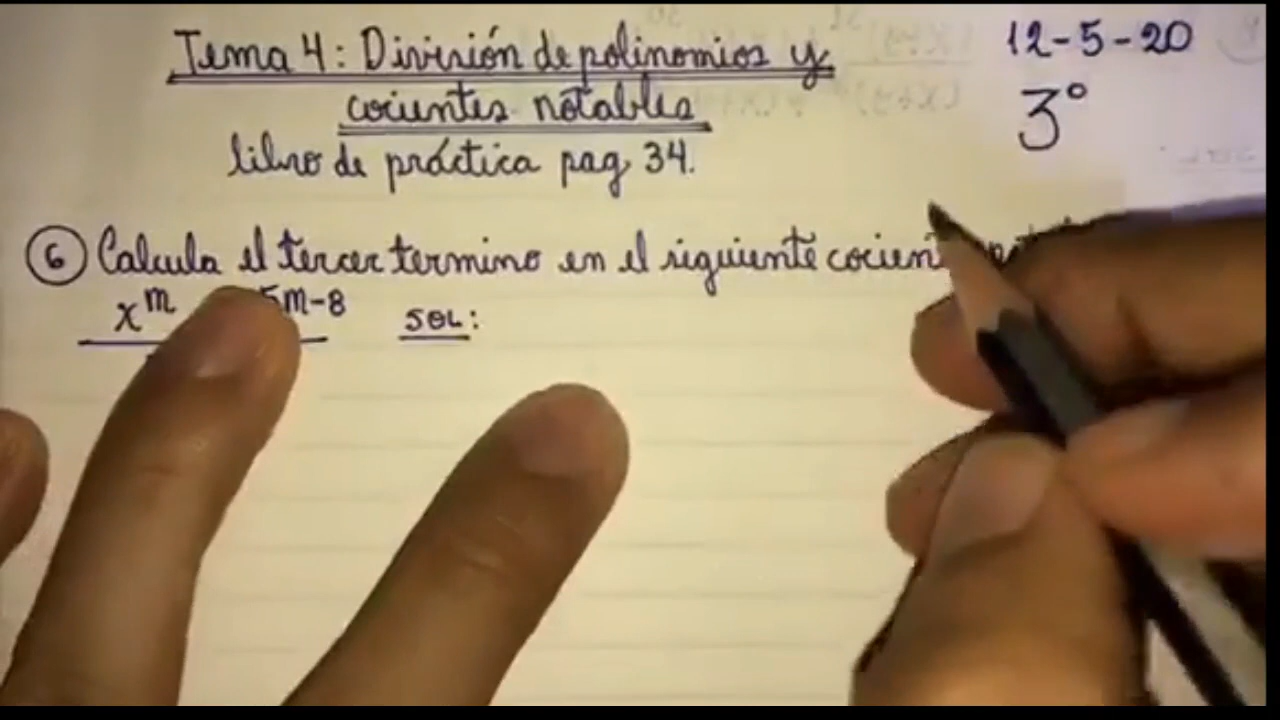 Tema 4: División de polinomios y
cocientes notables
libro de práctica pag 34.
12-5-20
3°
6 Calcula el tercer termino en el siguiente
x^m 5m-8
SOL: